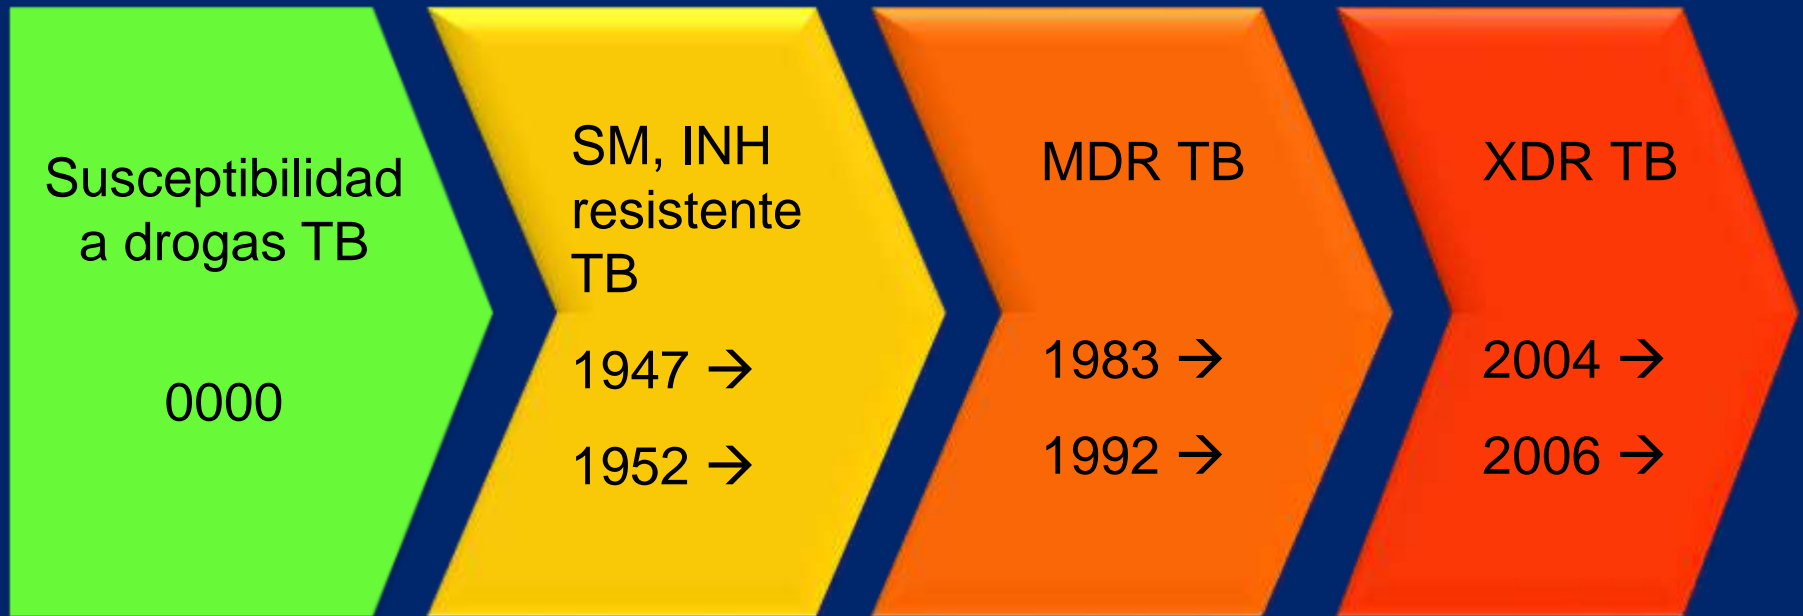 Susceptibilidad
a drogas TB
0000
SM, INH
resistente
TB
1947 →
1952 →
MDR TB
1983 →
1992 →
XDR TB
2004 →
2006 →